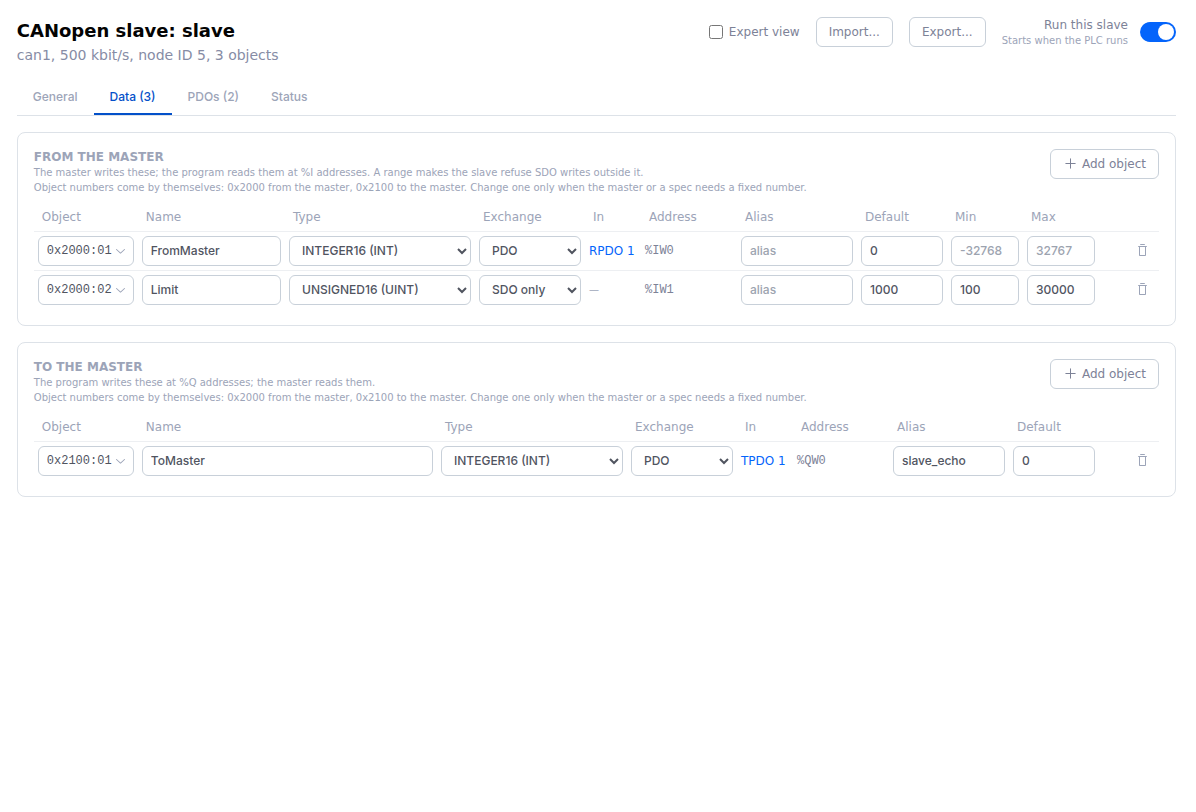 CANopen slave: slave
can1, 500 kbit/s, node ID 5, 3 objects
Expert view
Import...
Export...
Run this slave
Starts when the PLC runs
General Data (3) PDOs (2) Status
FROM THE MASTER
The master writes these; the program reads them at %I addresses. A range makes the slave refuse SDO writes outside it.
Object numbers come by themselves: 0x2000 from the master, 0x2100 to the master. Change one only when the master or a spec needs a fixed number.
+ Add object
Object Name Type Exchange In Address Alias Default Min Max
0x2000:01 FromMaster INTEGER16 (INT) PDO RPDO 1 %IW0 alias 0 -32768 32767
0x2000:02 Limit UNSIGNED16 (UINT) SDO only — %IW1 alias 1000 100 30000
TO THE MASTER
The program writes these at %Q addresses; the master reads them.
Object numbers come by themselves: 0x2000 from the master, 0x2100 to the master. Change one only when the master or a spec needs a fixed number.
+ Add object
Object Name Type Exchange In Address Alias Default
0x2100:01 ToMaster INTEGER16 (INT) PDO TPDO 1 %QW0 slave_echo 0